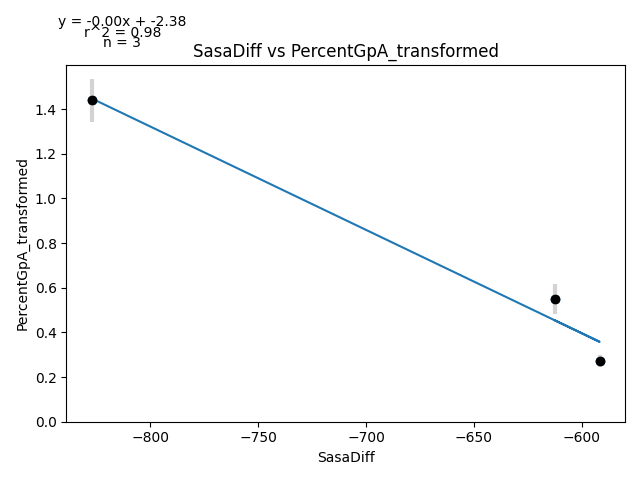 y = -0.00x + -2.38
r^2 = 0.98
n = 3
SasaDiff vs PercentGpA_transformed
PercentGpA_transformed
1.4
1.2
1.0
0.8
0.6
0.4
0.2
0.0
−800
−750
−700
−650
−600
SasaDiff